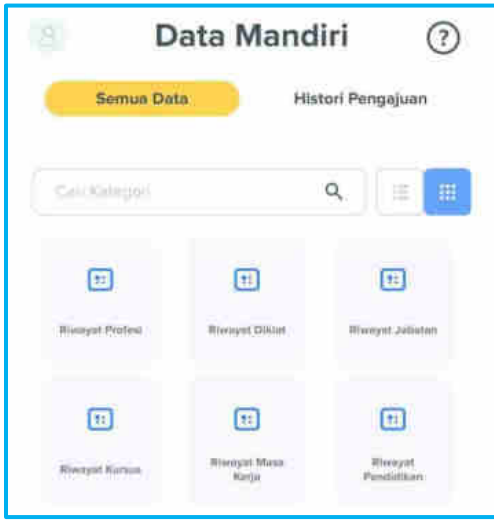 Data Mandiri
?
Semua Data
Histori Pengajuan
Cari Kategori
Riwayat Profesi
Riwayat Diklat
Riwayat Jabatan
Riwayat Kursus
Riwayat Masa
Kerja
Riwayat
Pendidikan